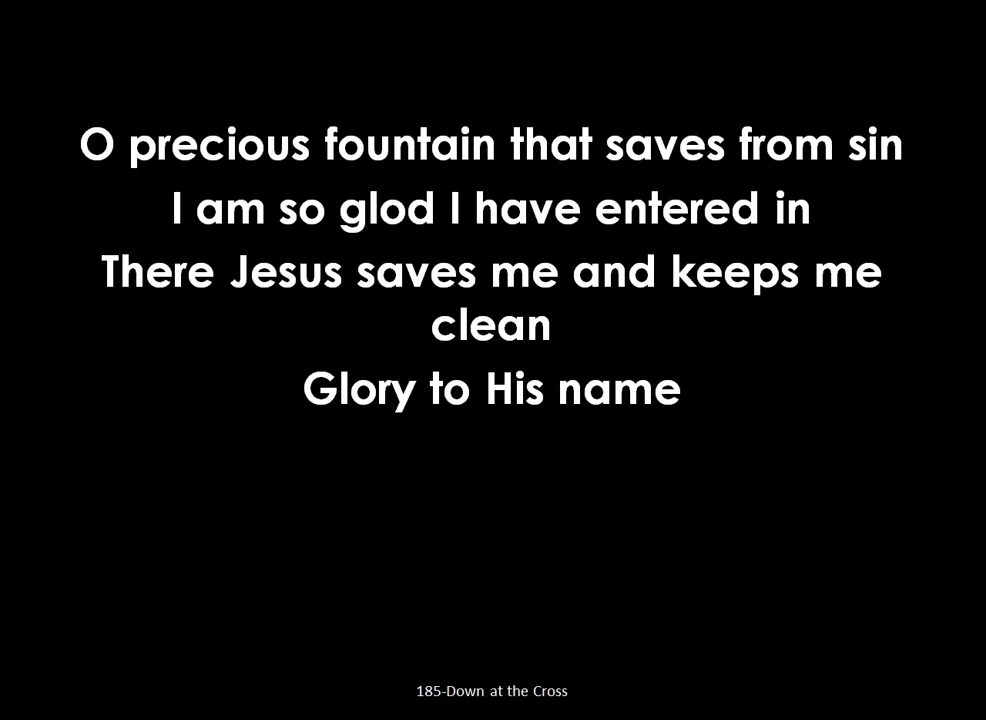 O precious fountain that saves from sin
I am so glod I have entered in
There Jesus saves me and keeps me
clean
Glory to His name
185-Down at the Cross